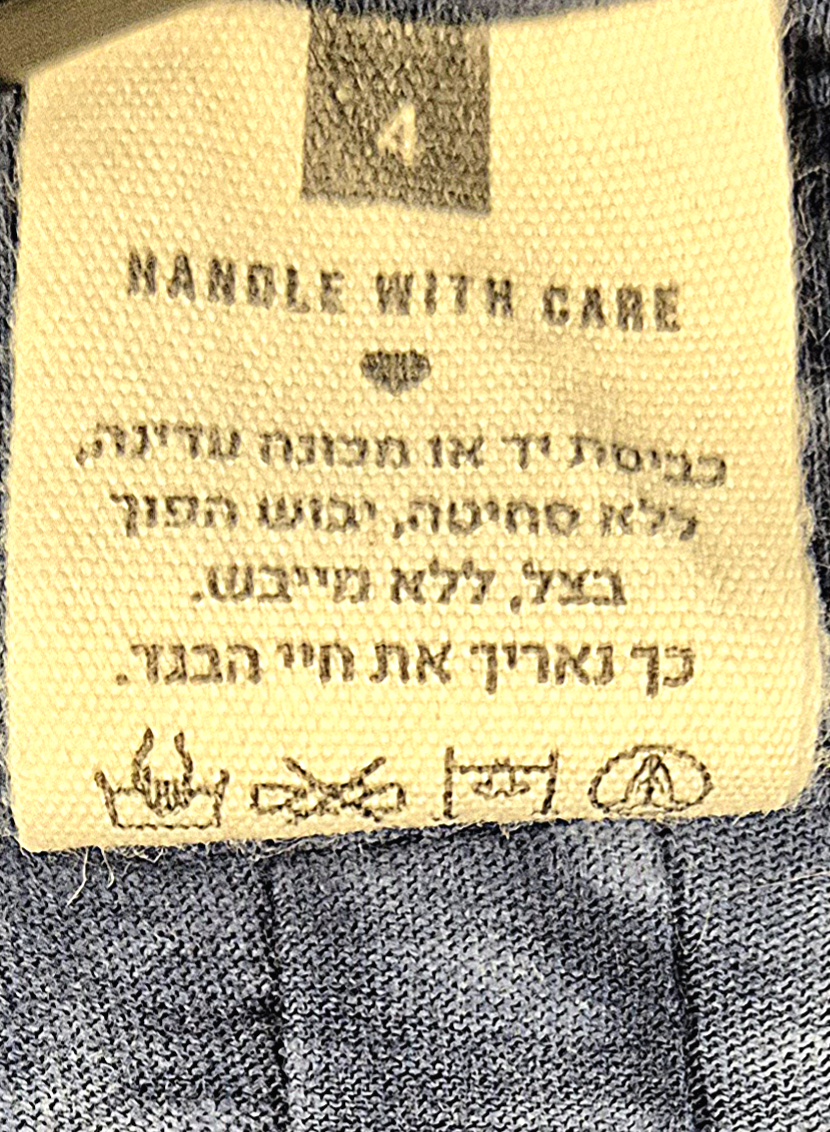 4
HANDLE WITH CARE
כביסת יד או מכונה עדינה,
ללא סחיטה, יבוש הפוך
בצל, ללא מייבש.
כך נאריך את חיי הבגד.